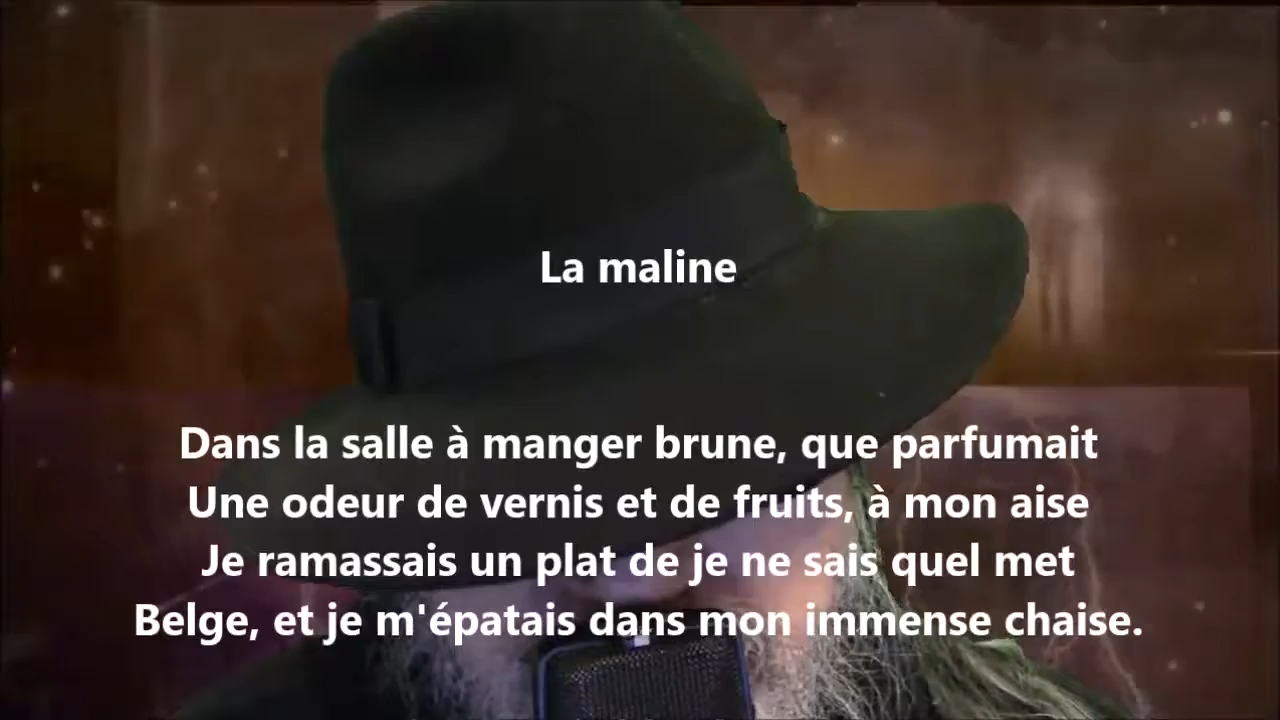 La maline
Dans la salle à manger brune, que parfumait
Une odeur de vernis et de fruits, à mon aise
Je ramassais un plat de je ne sais quel met
Belge, et je m'épatais dans mon immense chaise.